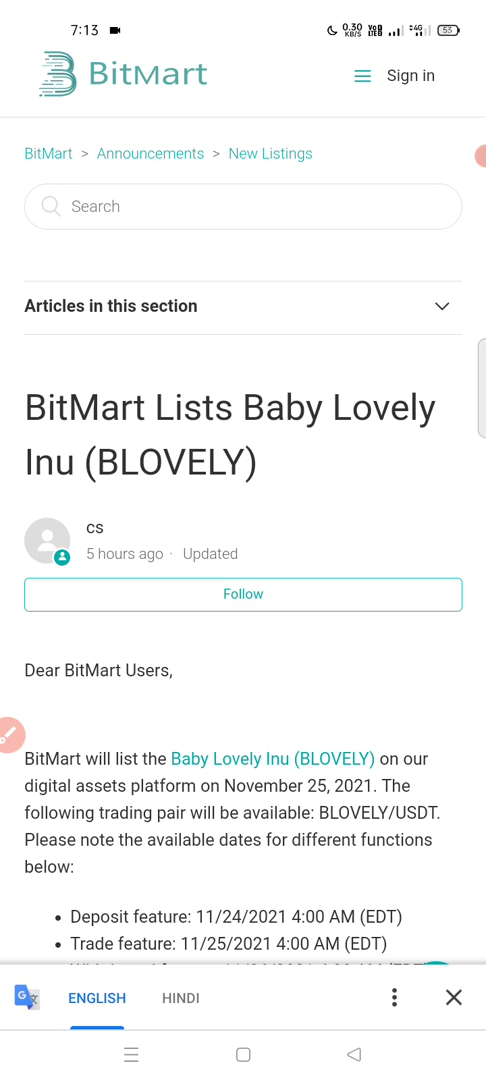 7:13
0.30 KB/S
Vo LTE
4G
53
BitMart
Sign in
BitMart > Announcements > New Listings
Search
Articles in this section
BitMart Lists Baby Lovely
Inu (BLOVELY)
cs
5 hours ago · Updated
Follow
Dear BitMart Users,
BitMart will list the Baby Lovely Inu (BLOVELY) on our
digital assets platform on November 25, 2021. The
following trading pair will be available: BLOVELY/USDT.
Please note the available dates for different functions
below:
• Deposit feature: 11/24/2021 4:00 AM (EDT)
• Trade feature: 11/25/2021 4:00 AM (EDT)
ENGLISH
HINDI